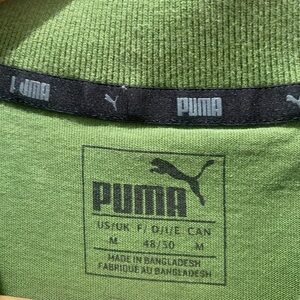 PUMA
PUMA
PUMA
US/UK F/ D/I/E CAN
M 48/50 M
MADE IN BANGLADESH
FABRIQUE AU BANGLADESH